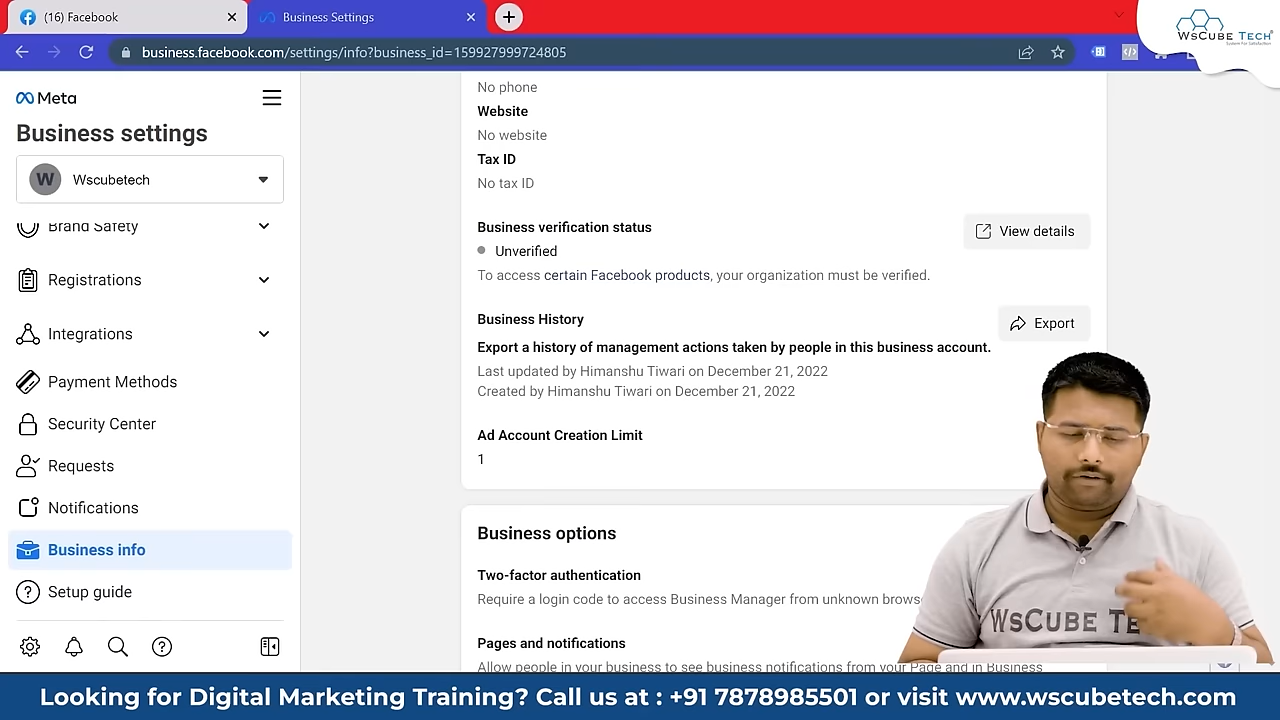 (16) Facebook
Business Settings
business.facebook.com/settings/info?business_id=159927999724805
WSCUBE TECH
System For Satisfaction
Meta
Business settings
W Wscubetech
Brand Safety
Registrations
Integrations
Payment Methods
Security Center
Requests
Notifications
Business info
Setup guide
No phone
Website
No website
Tax ID
No tax ID
Business verification status
View details
Unverified
To access certain Facebook products, your organization must be verified.
Business History
Export
Export a history of management actions taken by people in this business account.
Last updated by Himanshu Tiwari on December 21, 2022
Created by Himanshu Tiwari on December 21, 2022
Ad Account Creation Limit
1
Business options
Two-factor authentication
Require a login code to access Business Manager from unknown brows
Pages and notifications
Allow people in your business to see business notifications from your Page and in Business
WSCUBE TE
Looking for Digital Marketing Training? Call us at : +91 7878985501 or visit www.wscubetech.com